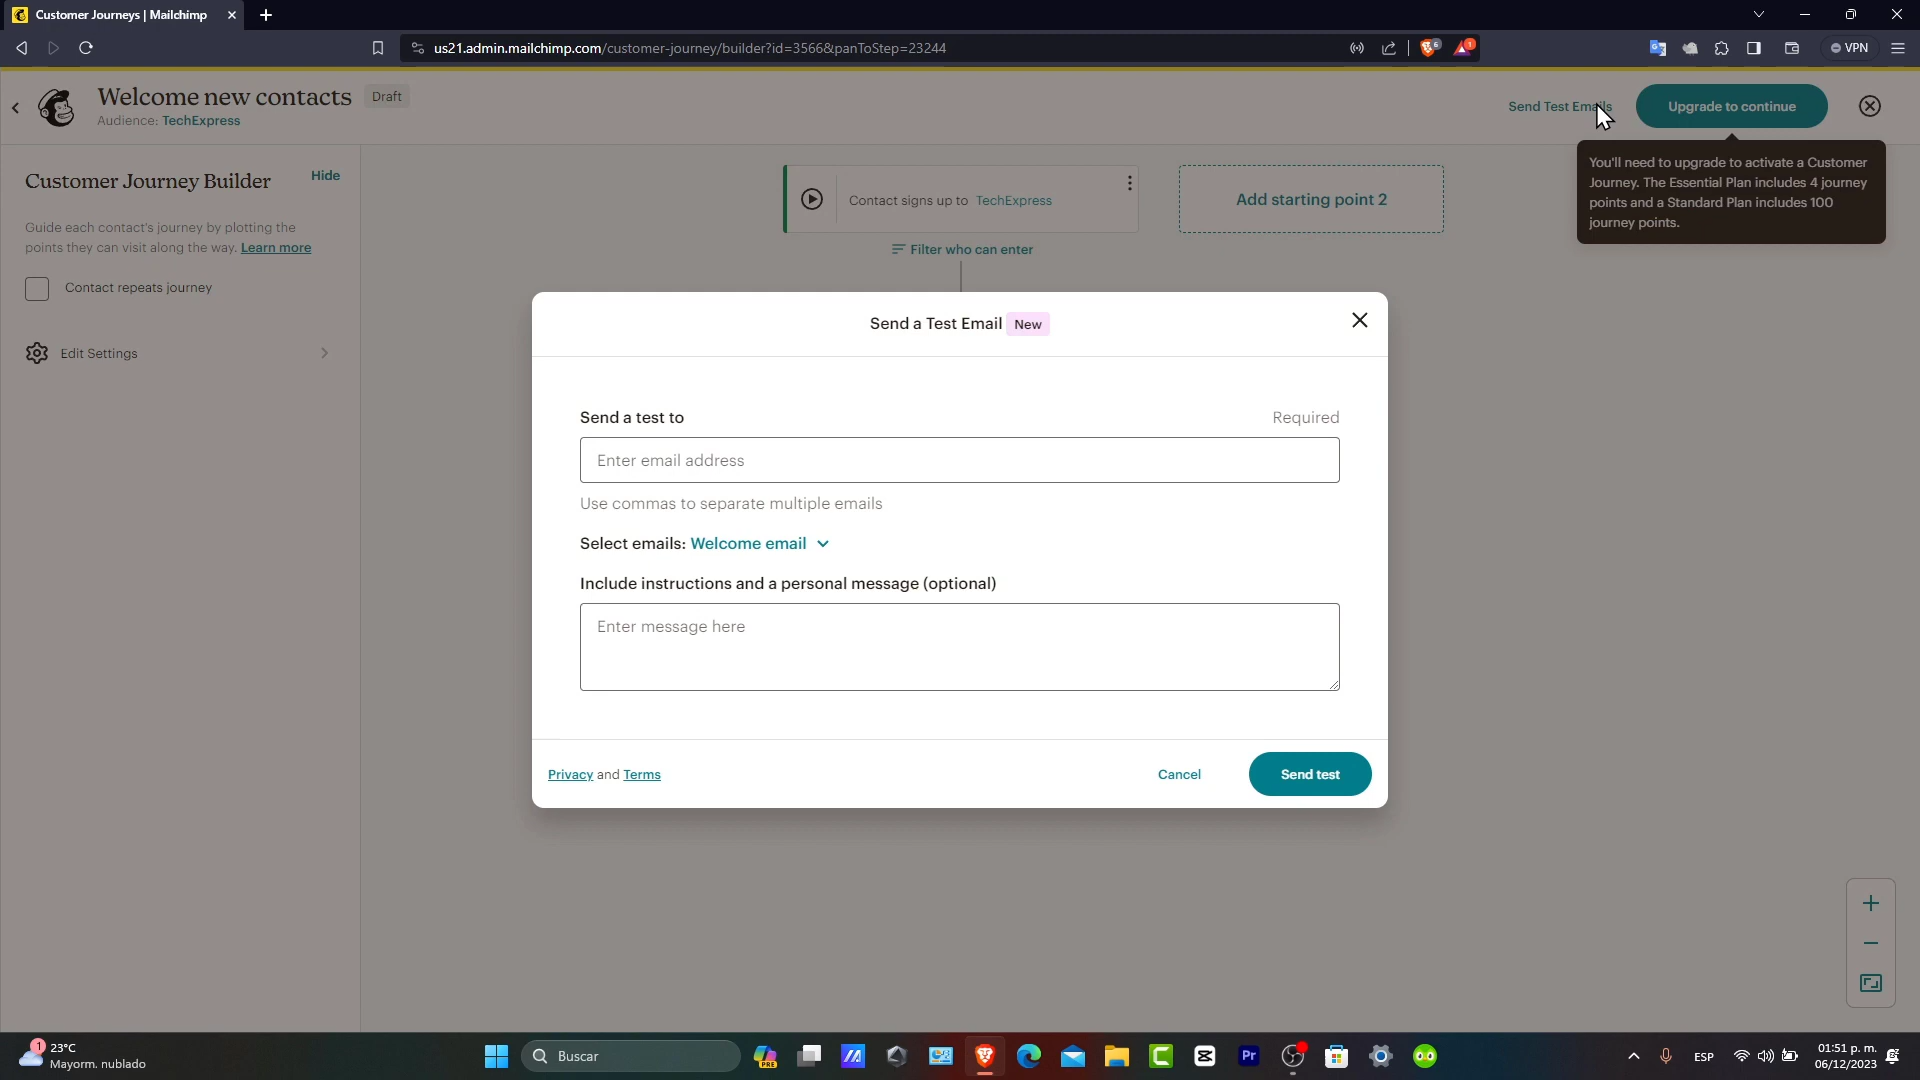 Customer Journeys | Mailchimp
us21.admin.mailchimp.com/customer-journey/builder?id=3566&panToStep=23244
6
1
VPN
Welcome new contacts
Draft
Audience: TechExpress
Send Test Emails
Upgrade to continue
You'll need to upgrade to activate a Customer
Journey. The Essential Plan includes 4 journey
points and a Standard Plan includes 100
journey points.
Customer Journey Builder
Hide
Guide each contact's journey by plotting the
points they can visit along the way. Learn more
Contact repeats journey
Edit Settings
Contact signs up to TechExpress
Add starting point 2
Filter who can enter
Send a Test Email New
Send a test to
Required
Enter email address
Use commas to separate multiple emails
Select emails: Welcome email
Include instructions and a personal message (optional)
Enter message here
Privacy and Terms
Cancel
Send test
1
23°C
Mayorm. nublado
Buscar
PRE
Pr
ESP
01:51 p. m.
06/12/2023